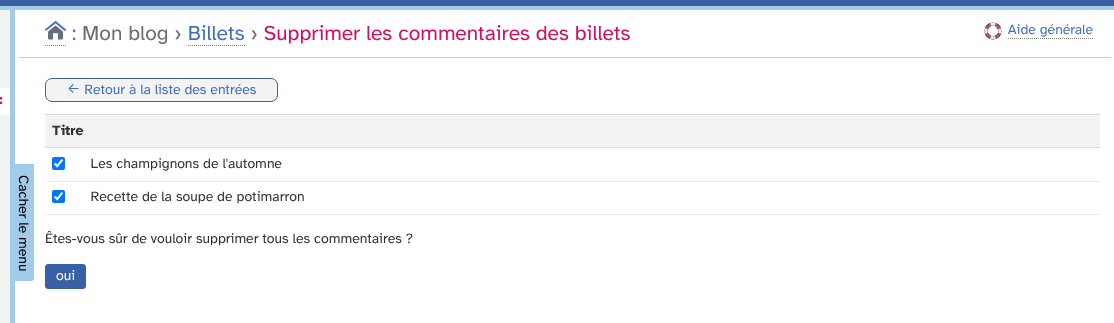 : Mon blog › Billets › Supprimer les commentaires des billets
Aide générale
← Retour à la liste des entrées
Titre
Les champignons de l'automne
Recette de la soupe de potimarron
Êtes-vous sûr de vouloir supprimer tous les commentaires ?
oui
Cacher le menu